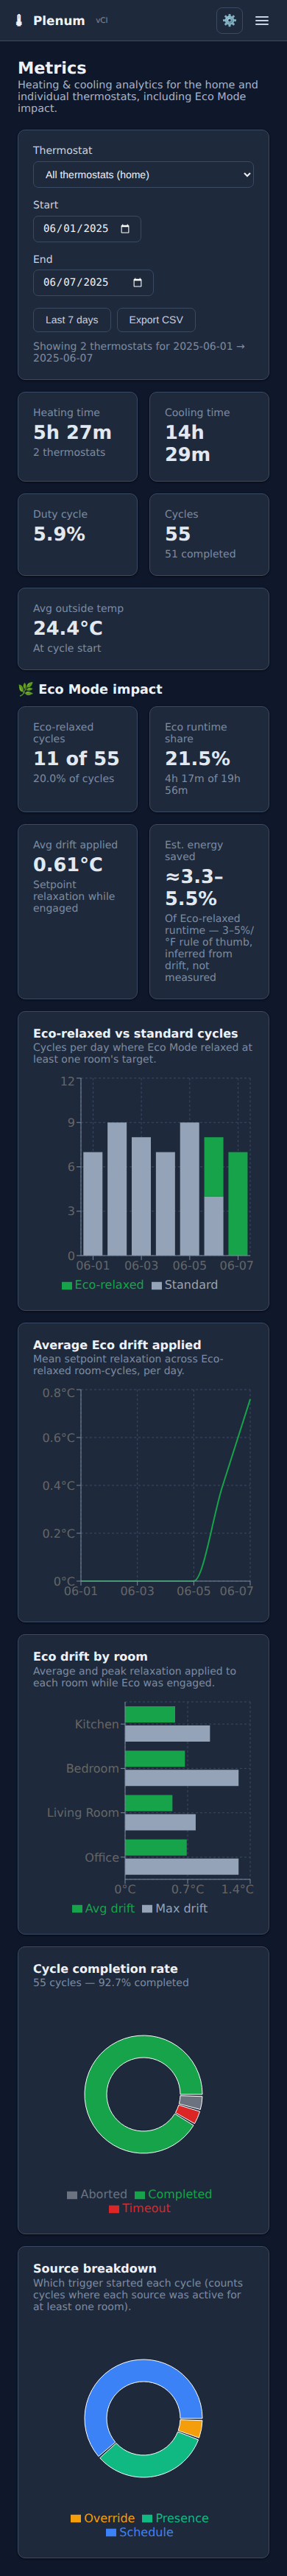 Plenum vCI
Metrics
Heating & cooling analytics for the home and
individual thermostats, including Eco Mode
impact.
Thermostat
All thermostats (home)
Start
06/01/2025
End
06/07/2025
Last 7 days Export CSV
Showing 2 thermostats for 2025-06-01 →
2025-06-07
Heating time
5h 27m
2 thermostats
Cooling time
14h
29m
Duty cycle
5.9%
Cycles
55
51 completed
Avg outside temp
24.4°C
At cycle start
Eco Mode impact
Eco-relaxed
cycles
11 of 55
20.0% of cycles
Eco runtime
share
21.5%
4h 17m of 19h
56m
Avg drift applied
0.61°C
Setpoint
relaxation while
engaged
Est. energy
saved
≈3.3–
5.5%
Of Eco-relaxed
runtime — 3–5%/
°F rule of thumb,
inferred from
drift, not
measured
Eco-relaxed vs standard cycles
Cycles per day where Eco Mode relaxed at
least one room's target.
12
9
6
3
0
06-01 06-03 06-05 06-07
Eco-relaxed Standard
Average Eco drift applied
Mean setpoint relaxation across Eco-
relaxed room-cycles, per day.
0.8°C
0.6°C
0.4°C
0.2°C
0°C
06-01 06-03 06-05 06-07
Eco drift by room
Average and peak relaxation applied to
each room while Eco was engaged.
Kitchen
Bedroom
Living Room
Office
0°C 0.7°C 1.4°C
Avg drift Max drift
Cycle completion rate
55 cycles — 92.7% completed
Aborted Completed
Timeout
Source breakdown
Which trigger started each cycle (counts
cycles where each source was active for
at least one room).
Override Presence
Schedule